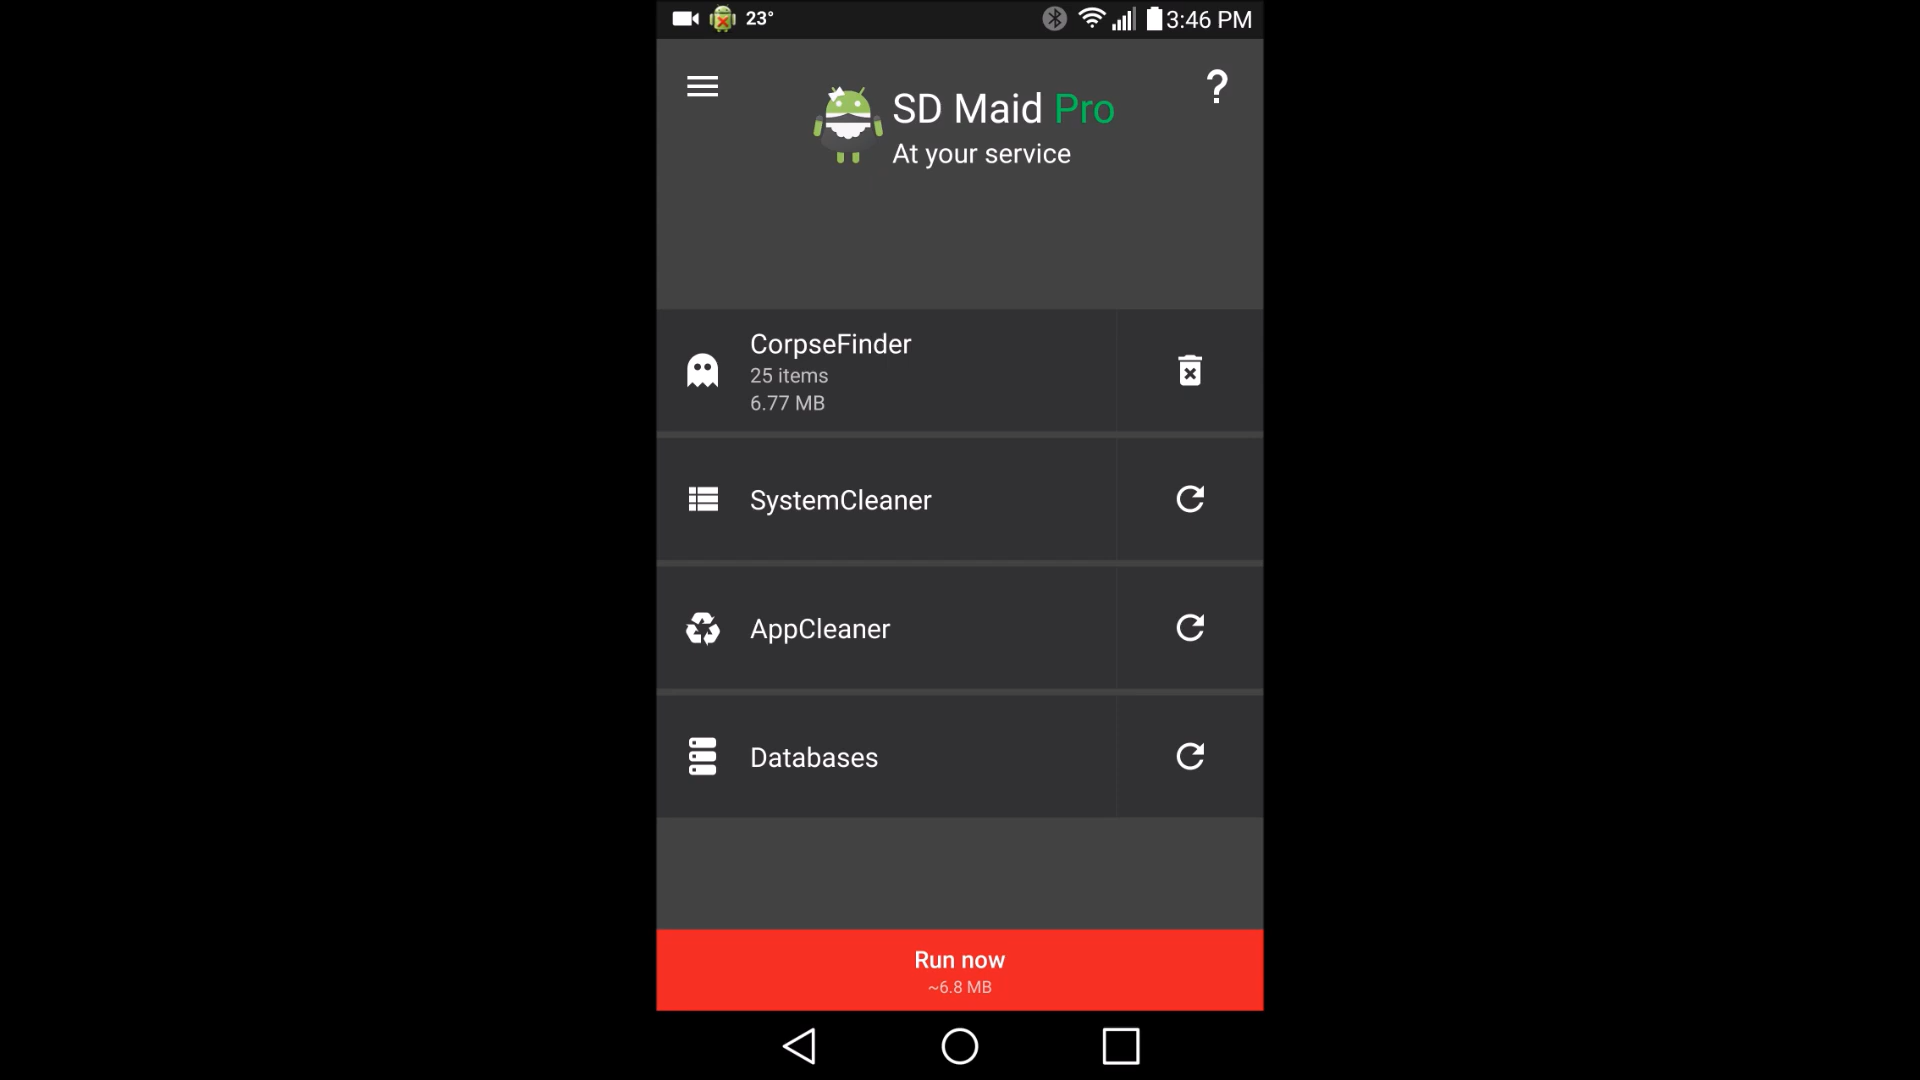 23° 3:46 PM
SD Maid Pro
?
At your service
CorpseFinder
25 items
6.77 MB
SystemCleaner
AppCleaner
Databases
Run now
~6.8 MB